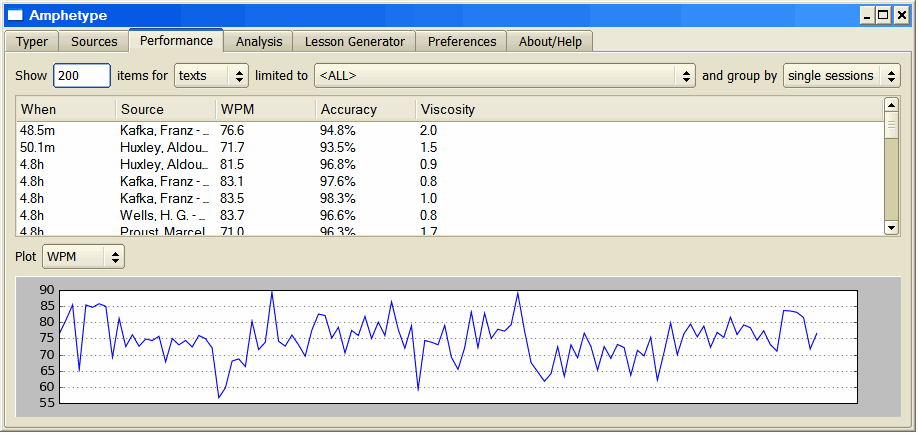 Amphetype
Typer Sources Performance Analysis Lesson Generator Preferences About/Help
Show 200 items for texts limited to <ALL> and group by single sessions
When Source WPM Accuracy Viscosity
48.5m Kafka, Franz - ... 76.6 94.8% 2.0
50.1m Huxley, Aldou... 71.7 93.5% 1.5
4.8h Huxley, Aldou... 81.5 96.8% 0.9
4.8h Kafka, Franz - ... 83.1 97.6% 0.8
4.8h Kafka, Franz - ... 83.5 98.3% 1.0
4.8h Wells, H. G. - ... 83.7 96.6% 0.8
4.8h Proust, Marcel 71.0 96.3% 1.7
Plot WPM
90
85
80
75
70
65
60
55